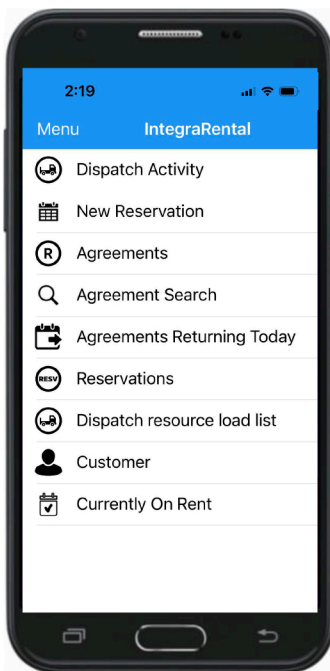 2:19
Menu IntegraRental
Dispatch Activity
New Reservation
R Agreements
Agreement Search
Agreements Returning Today
RESV Reservations
Dispatch resource load list
Customer
Currently On Rent